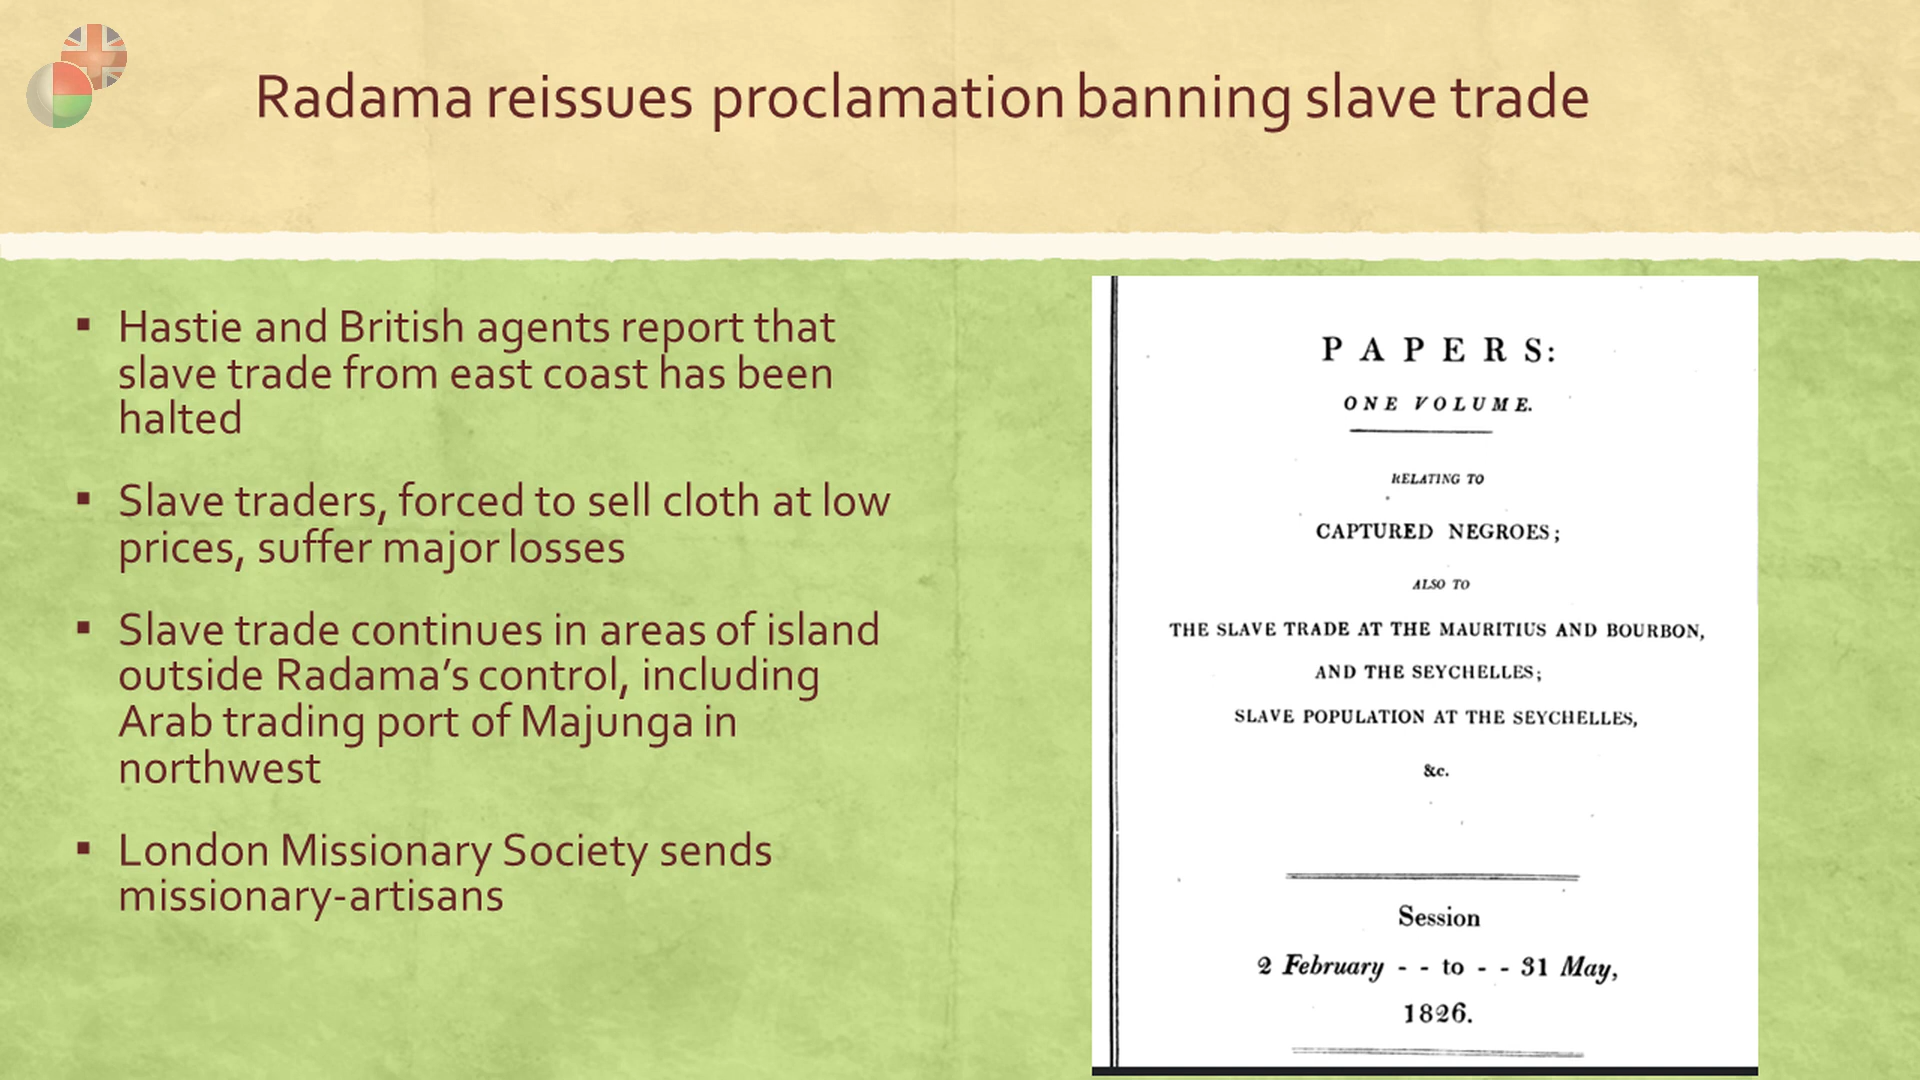 Radama reissues proclamation banning slave trade
▪ Hastie and British agents report that
slave trade from east coast has been
halted
▪ Slave traders, forced to sell cloth at low
prices, suffer major losses
▪ Slave trade continues in areas of island
outside Radama’s control, including
Arab trading port of Majunga in
northwest
▪ London Missionary Society sends
missionary-artisans
PAPERS:
ONE VOLUME.
RELATING TO
CAPTURED NEGROES;
ALSO TO
THE SLAVE TRADE AT THE MAURITIUS AND BOURBON,
AND THE SEYCHELLES;
SLAVE POPULATION AT THE SEYCHELLES,
&c.
Session
2 February - - to - - 31 May,
1826.